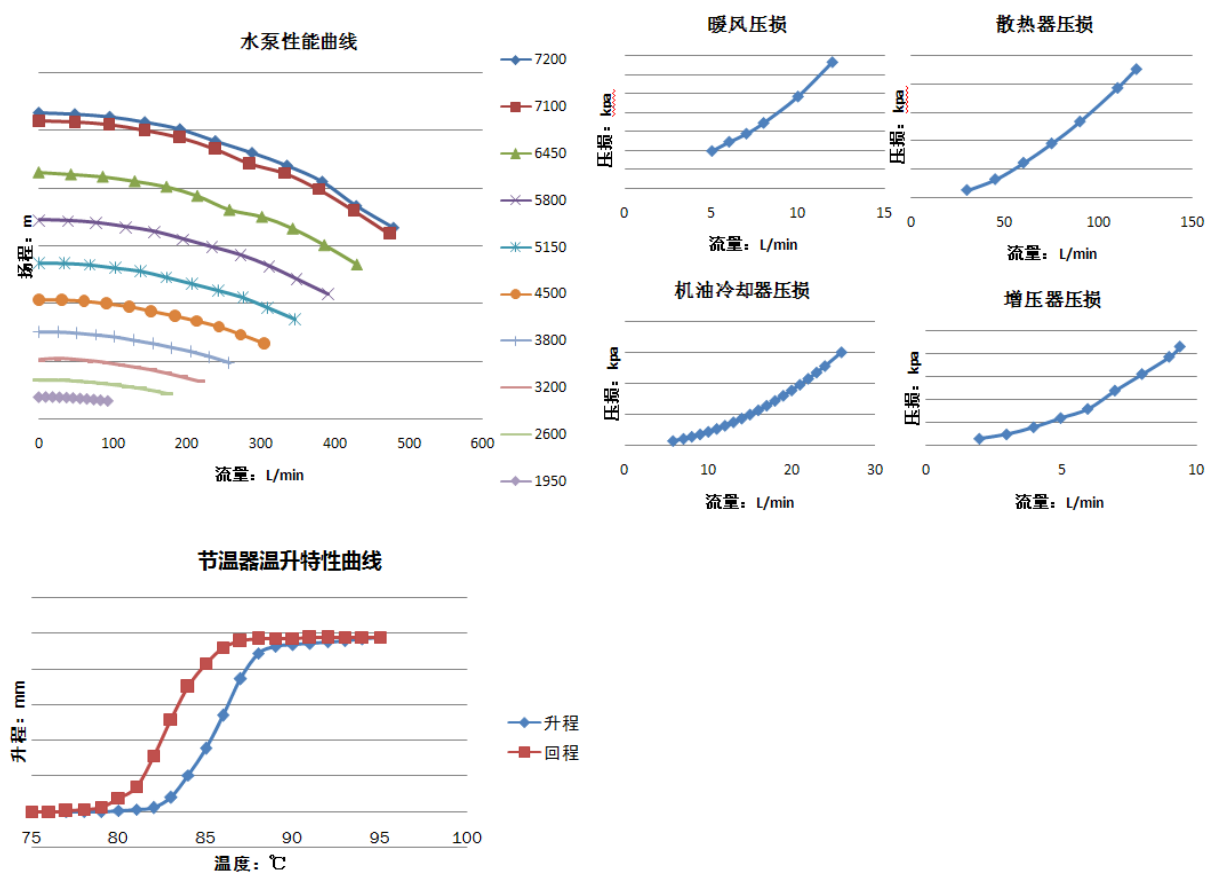 水泵性能曲线
扬程：m
0 100 200 300 400 500 600
流量：L/min
7200
7100
6450
5800
5150
4500
3800
3200
2600
1950
暖风压损
压损：kpa
0 5 10 15
流量：L/min
散热器压损
压损：kpa
0 50 100 150
流量：L/min
机油冷却器压损
压损：kpa
0 10 20 30
流量：L/min
增压器压损
压损：kpa
0 5 10
流量：L/min
节温器温升特性曲线
升程：mm
75 80 85 90 95 100
温度：℃
升程
回程